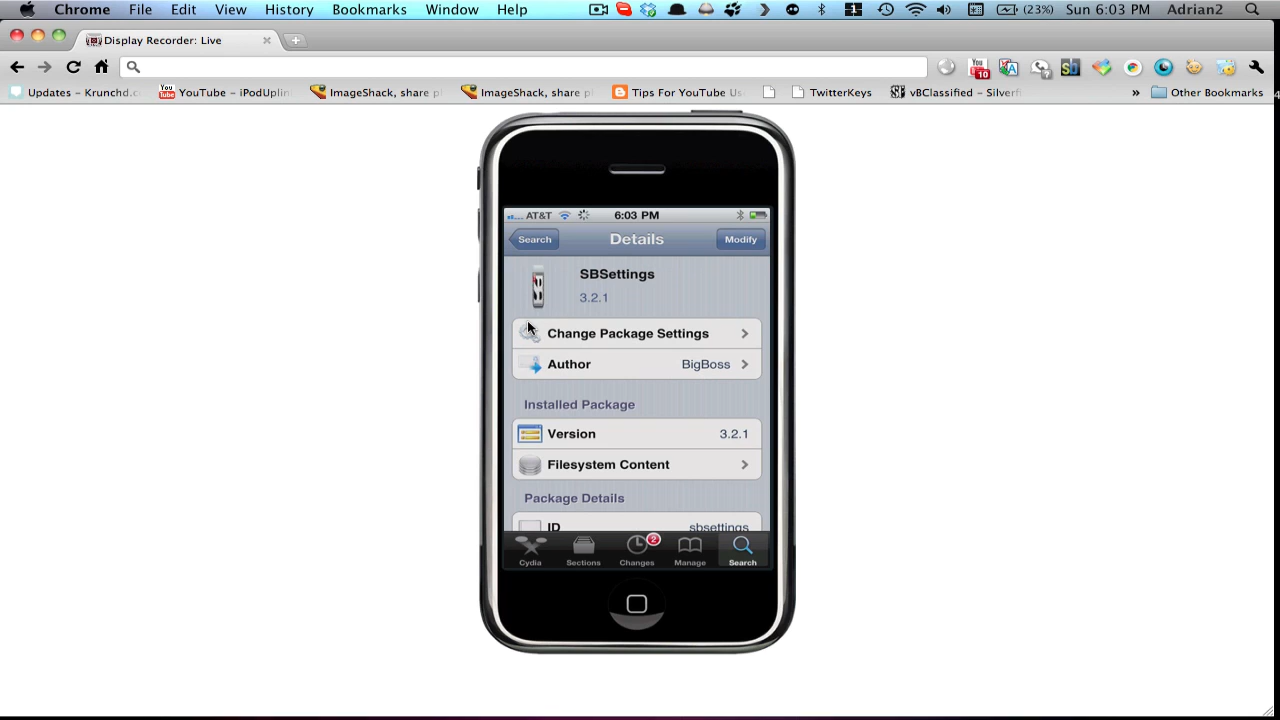 Chrome File Edit View History Bookmarks Window Help (23%) Sun 6:03 PM Adrian2
Display Recorder: Live
Updates – Krunchd.c YouTube – iPodUplin ImageShack, share p ImageShack, share p Tips For YouTube Us TwitterKeys vBClassified – Silverfi » Other Bookmarks
AT&T 6:03 PM
Search Details Modify
SBSettings
3.2.1
Change Package Settings
Author BigBoss
Installed Package
Version 3.2.1
Filesystem Content
Package Details
ID sbsettings
2
Cydia Sections Changes Manage Search